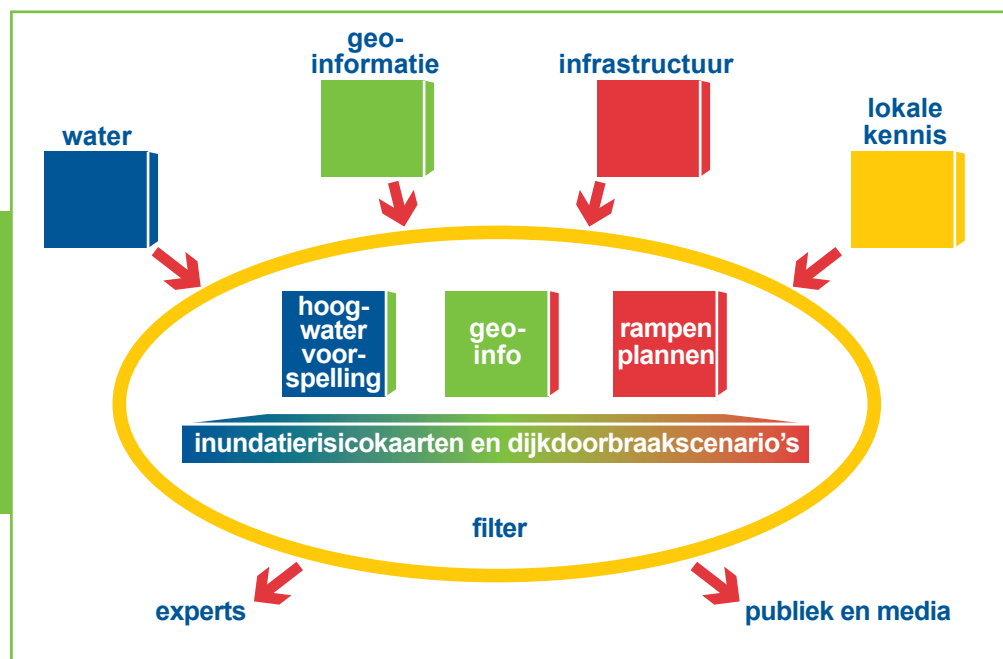 geo-
informatie
infrastructuur
lokale
kennis
water
hoog-
water
voor-
spelling
geo-
info
rampen
plannen
inundatierisicokaarten en dijkdoorbraakscenario's
filter
experts
publiek en media